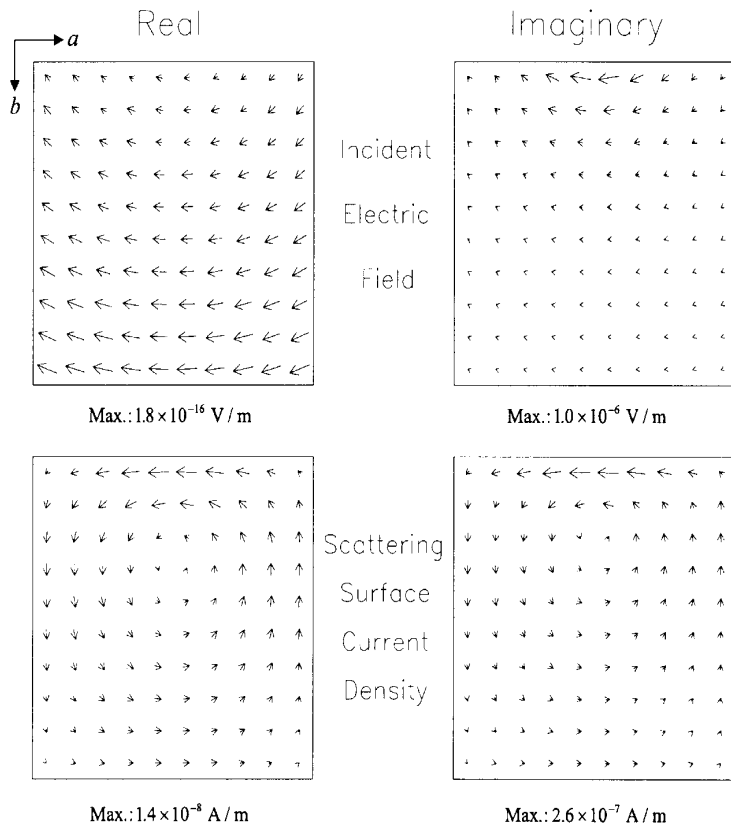 Real
Imaginary
a
b
Incident
Electric
Field
Max.: 1.8 × 10⁻¹⁶ V / m
Max.: 1.0 × 10⁻⁶ V / m
Scattering
Surface
Current
Density
Max.: 1.4 × 10⁻⁸ A / m
Max.: 2.6 × 10⁻⁷ A / m